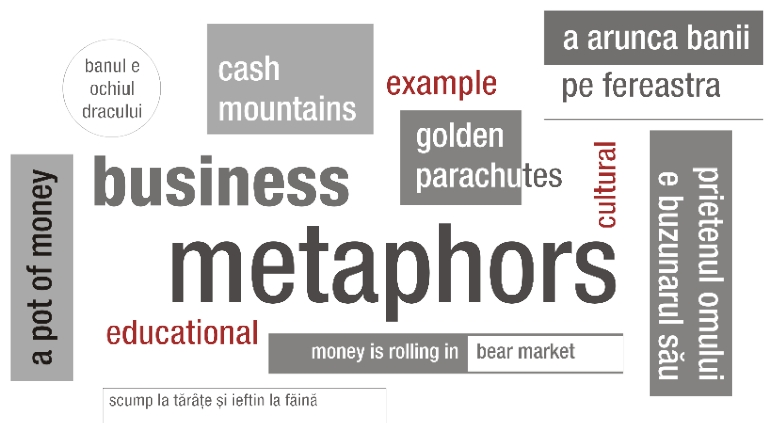 a arunca banii
pe fereastra
banul e
ochiul
dracului
cash
mountains
example
golden
parachutes
cultural
business
a pot of money
metaphors
prietenul omului
e buzunarul său
educational
money is rolling in
bear market
scump la tărâțe și ieftin la făină